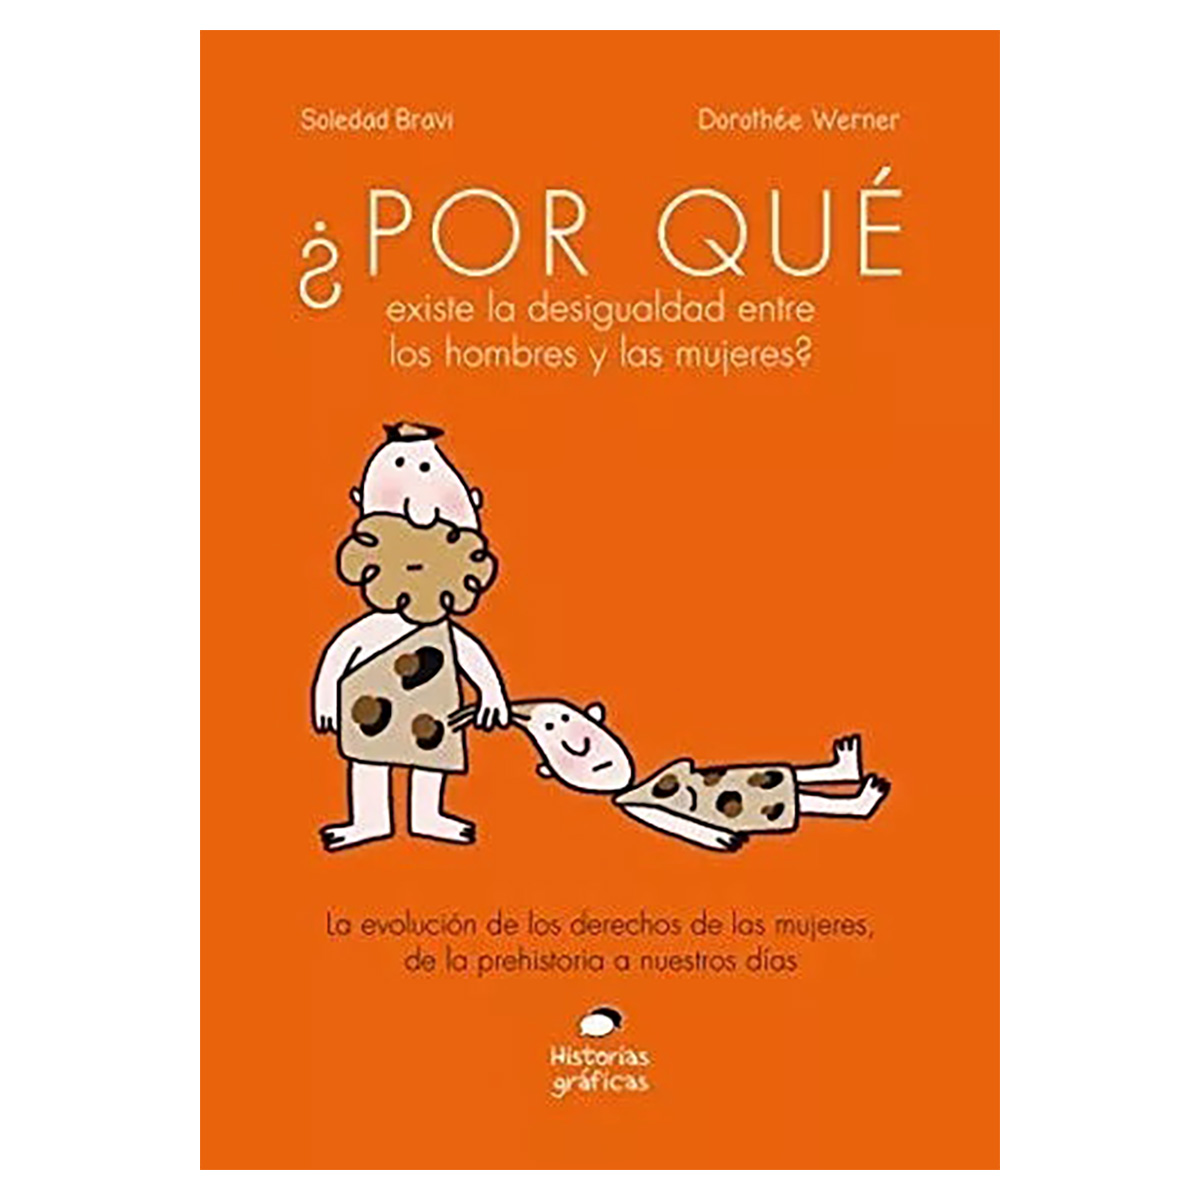 Soledad Bravi
Dorothée Werner
¿POR QUÉ
existe la desigualdad entre
los hombres y las mujeres?
La evolución de los derechos de las mujeres,
de la prehistoria a nuestros días
Historias
gráficas